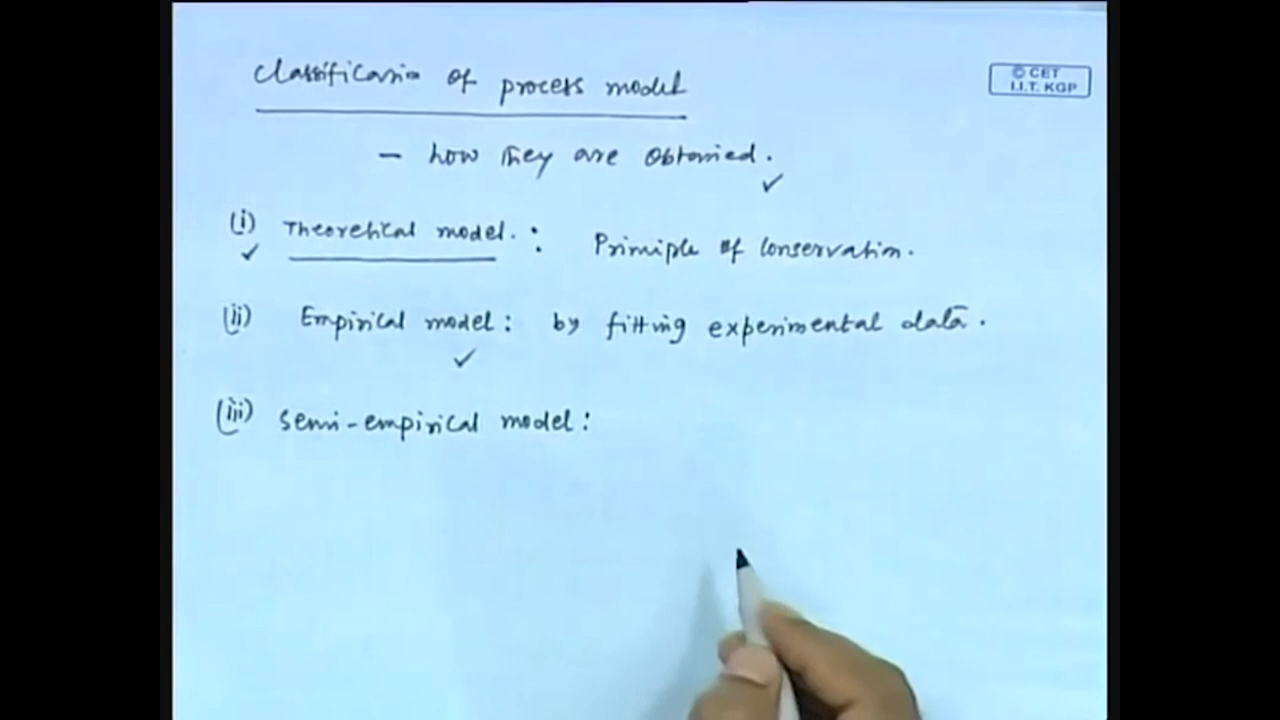 Classification of process model
© CET
I.I.T. KGP
- how they are obtained.
(i) Theoretical model. : Principle of conservation.
(ii) Empirical model : by fitting experimental data.
(iii) semi-empirical model :